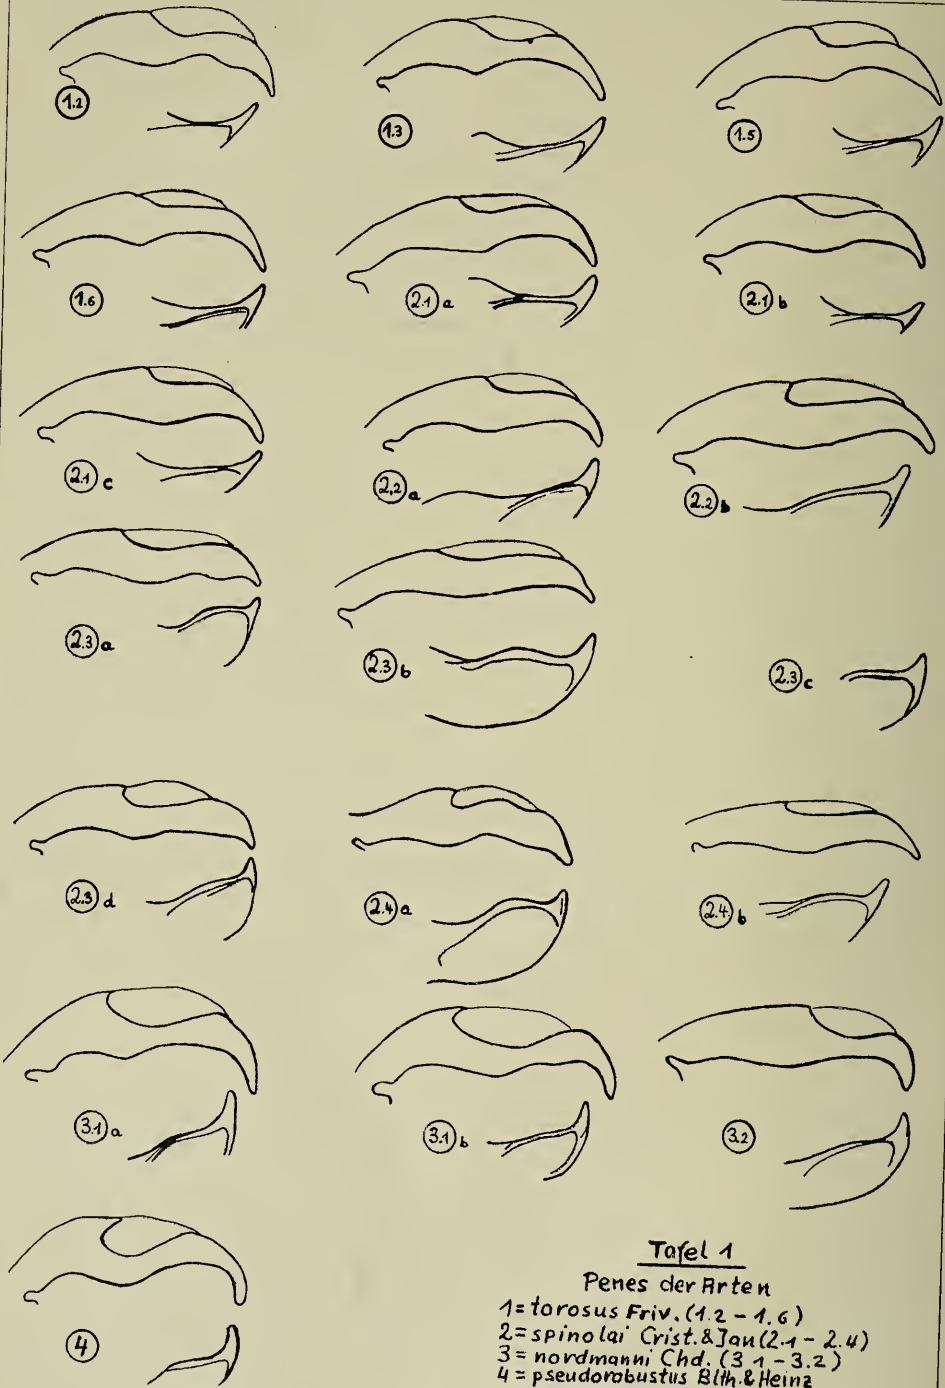 1.2
1.3
1.5
1.6
2.1 a
2.1 b
2.1 c
2.2 a
2.2 b
2.3 a
2.3 b
2.3 c
2.3 d
2.4 a
2.4 b
3.1 a
3.1 b
3.2
4
Tafel 1
Penes der Arten
1 = torosus Friv. (1.2 - 1.6)
2 = spinolai Crist. & Jan (2.1 - 2.4)
3 = nordmanni Chd. (3.1 - 3.2)
4 = pseudorobustus Blth. & Heinz